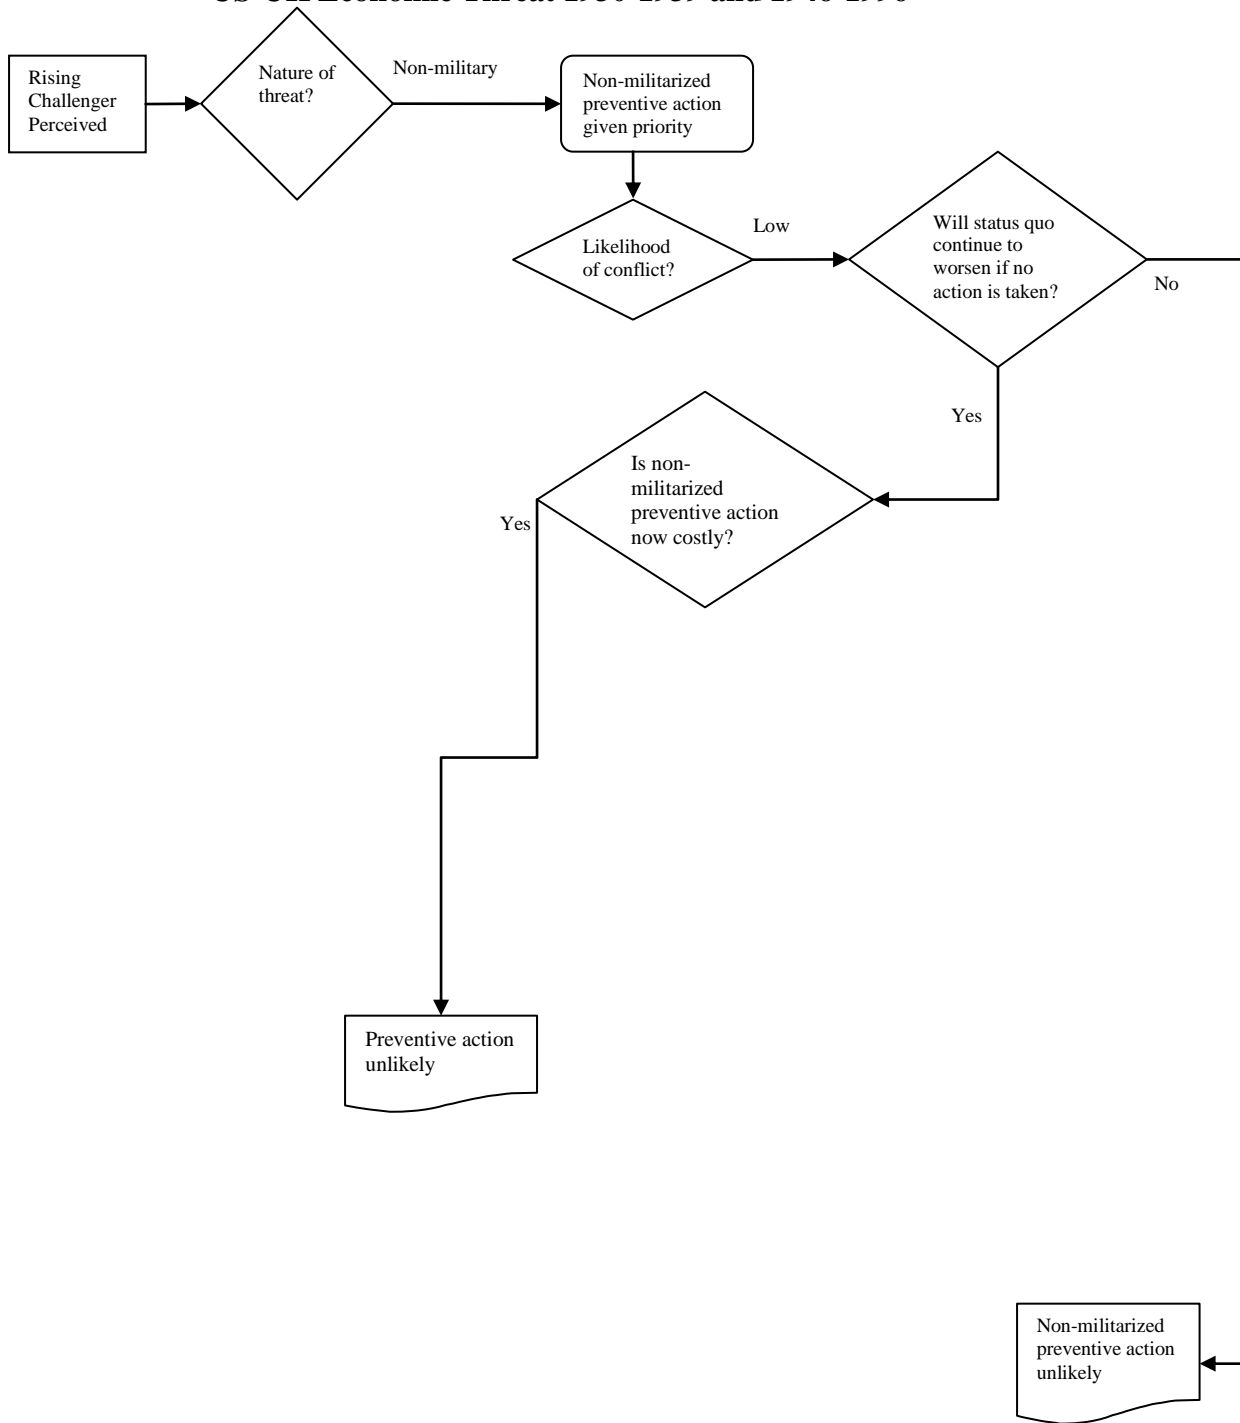 Nature of
threat?
Non-military
Rising
Challenger
Perceived
Non-militarized
preventive action
given priority
Likelihood
of conflict?
Low
Will status quo
continue to
worsen if no
action is taken?
No
Yes
Is non-
militarized
preventive action
now costly?
Yes
Preventive action
unlikely
Non-militarized
preventive action
unlikely